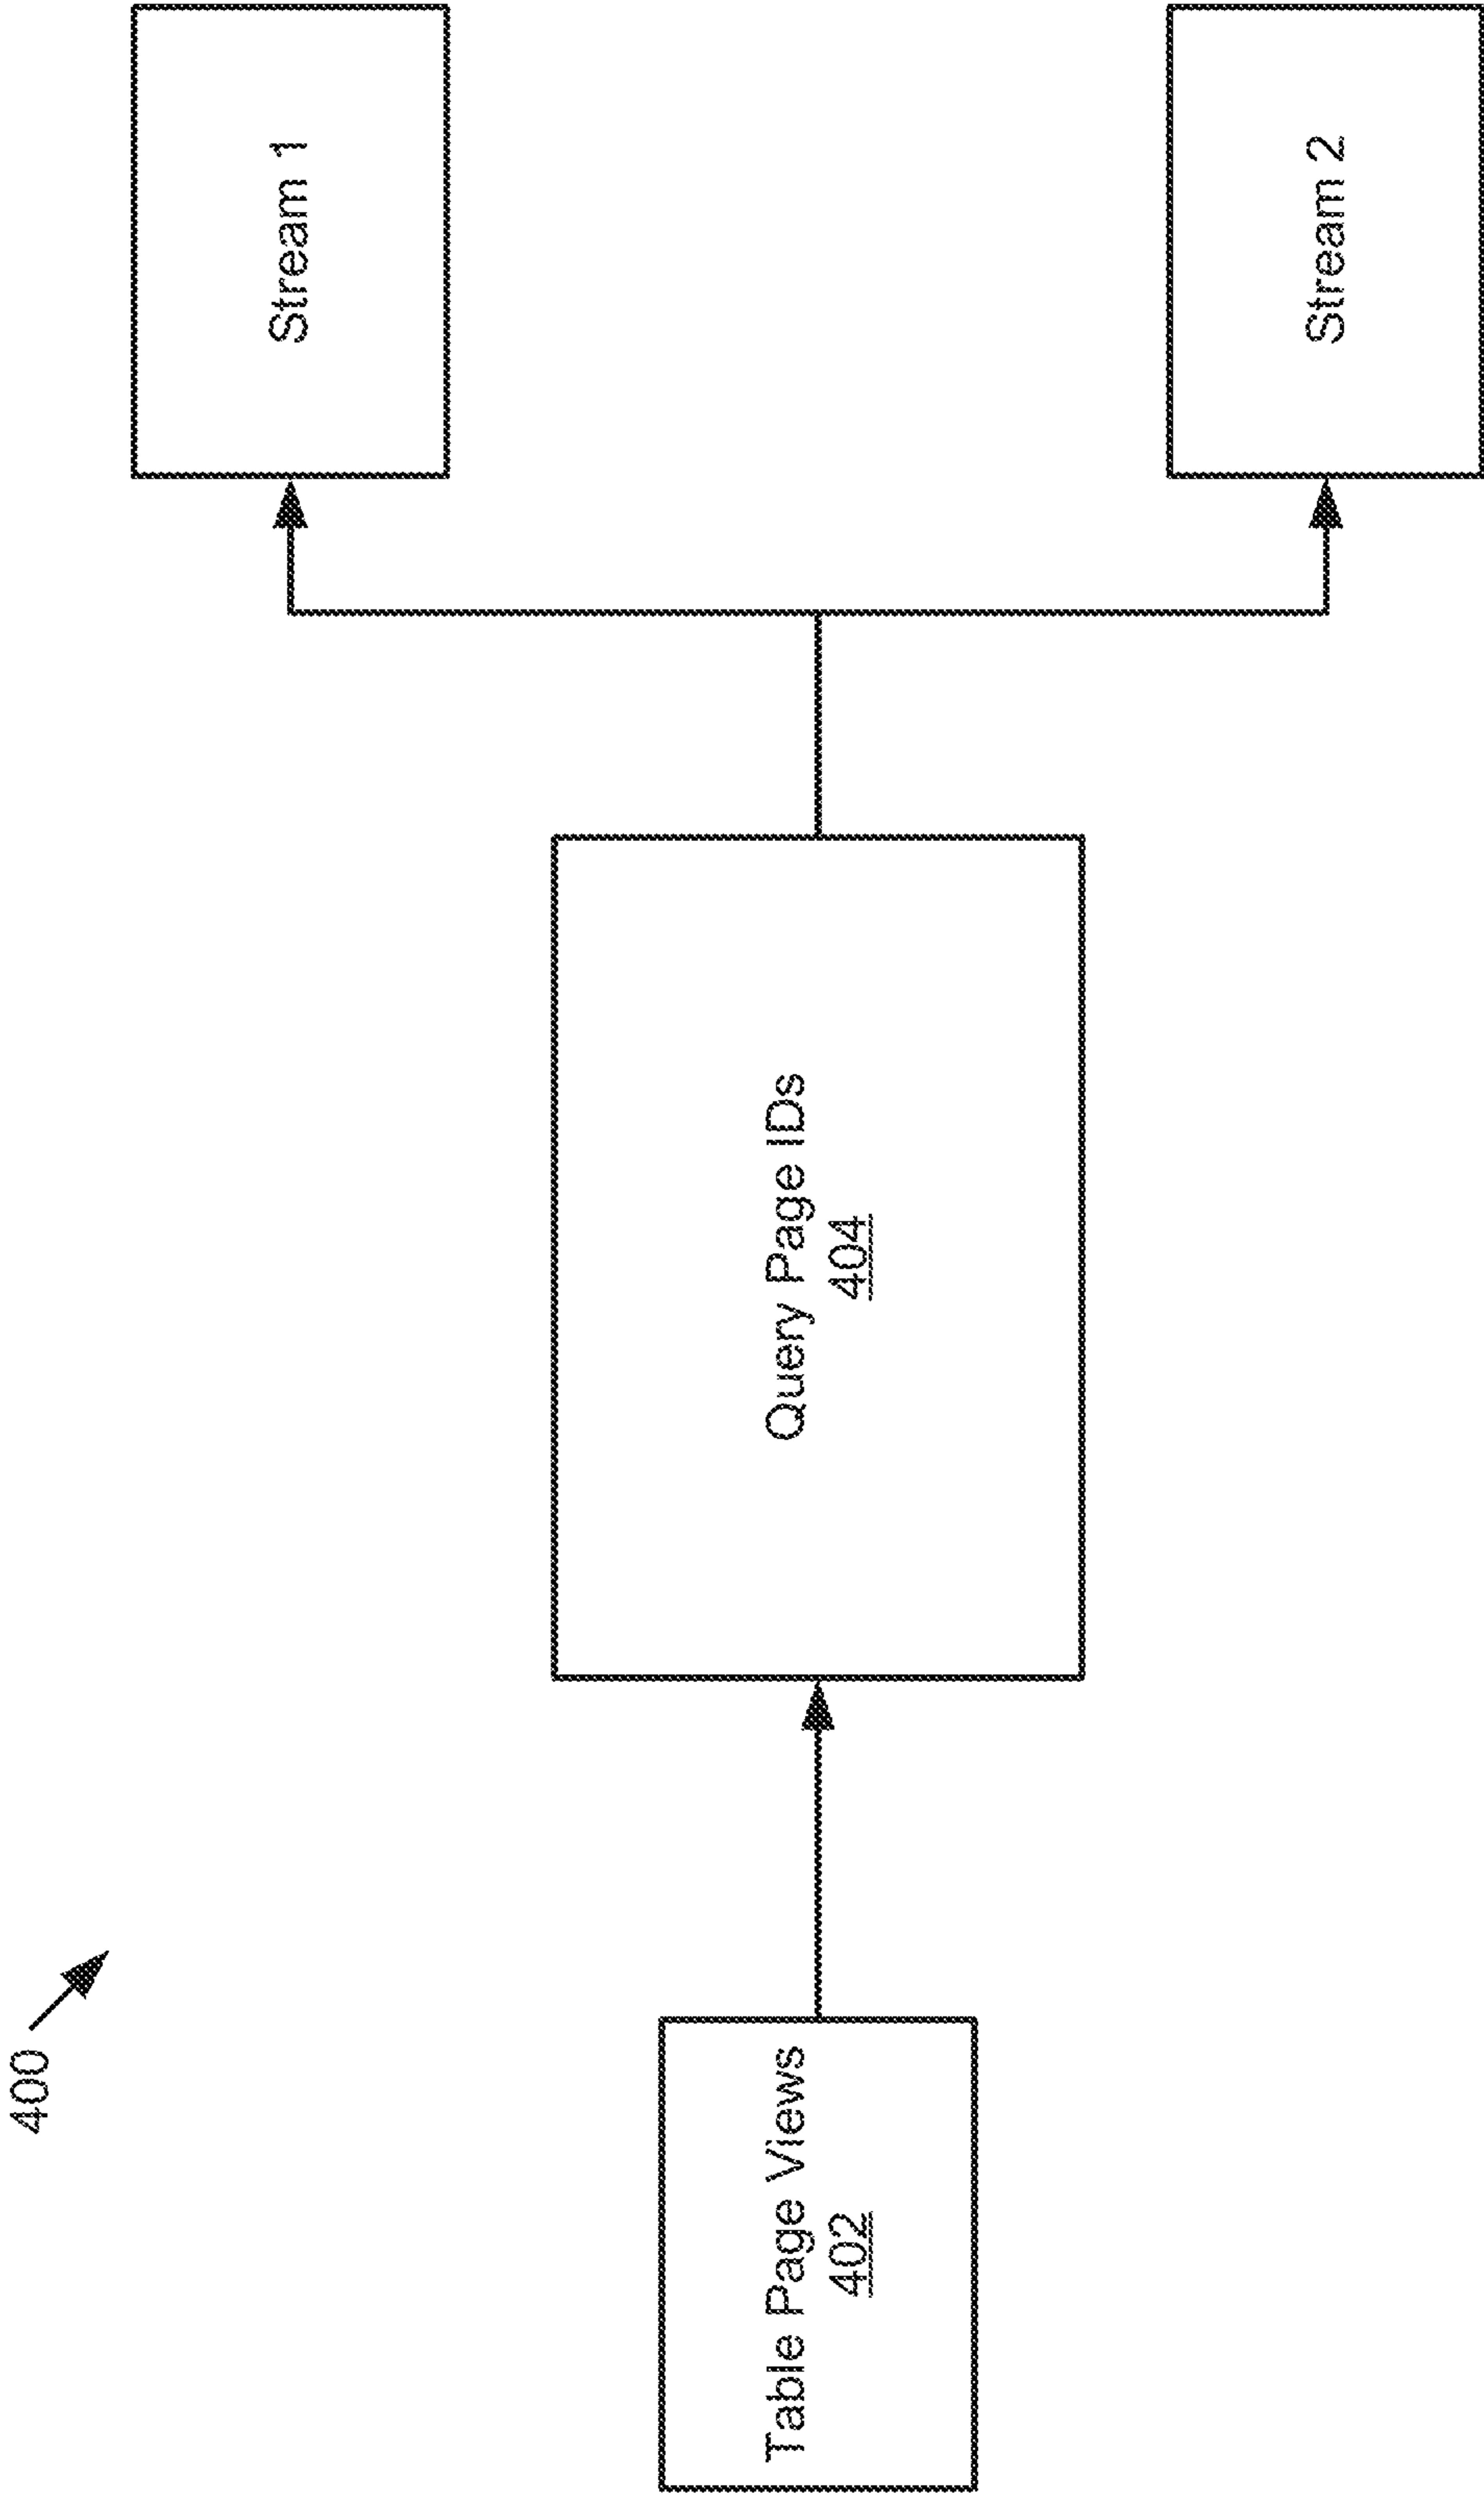 400
Table Page Views
402
Query Page IDs
404
Stream 1
Stream 2